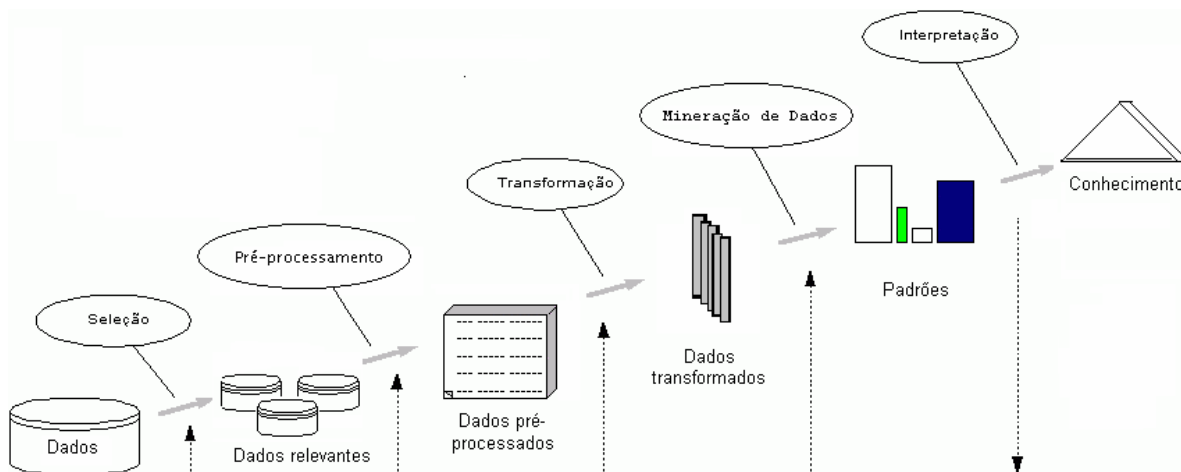 Interpretação
Mineração de Dados
Conhecimento
Transformação
Pré-processamento
Padrões
Seleção
Dados
transformados
Dados pré-
processados
Dados
Dados relevantes